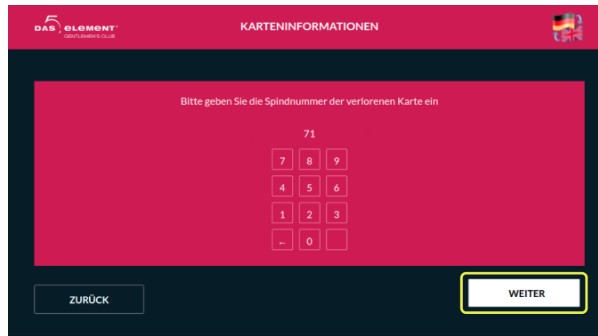 DAS 5 ELEMENT
GENTLEMEN'S CLUB
KARTENINFORMATIONEN
Bitte geben Sie die Spindnummer der verlorenen Karte ein
71
7 8 9
4 5 6
1 2 3
← 0
ZURÜCK
WEITER